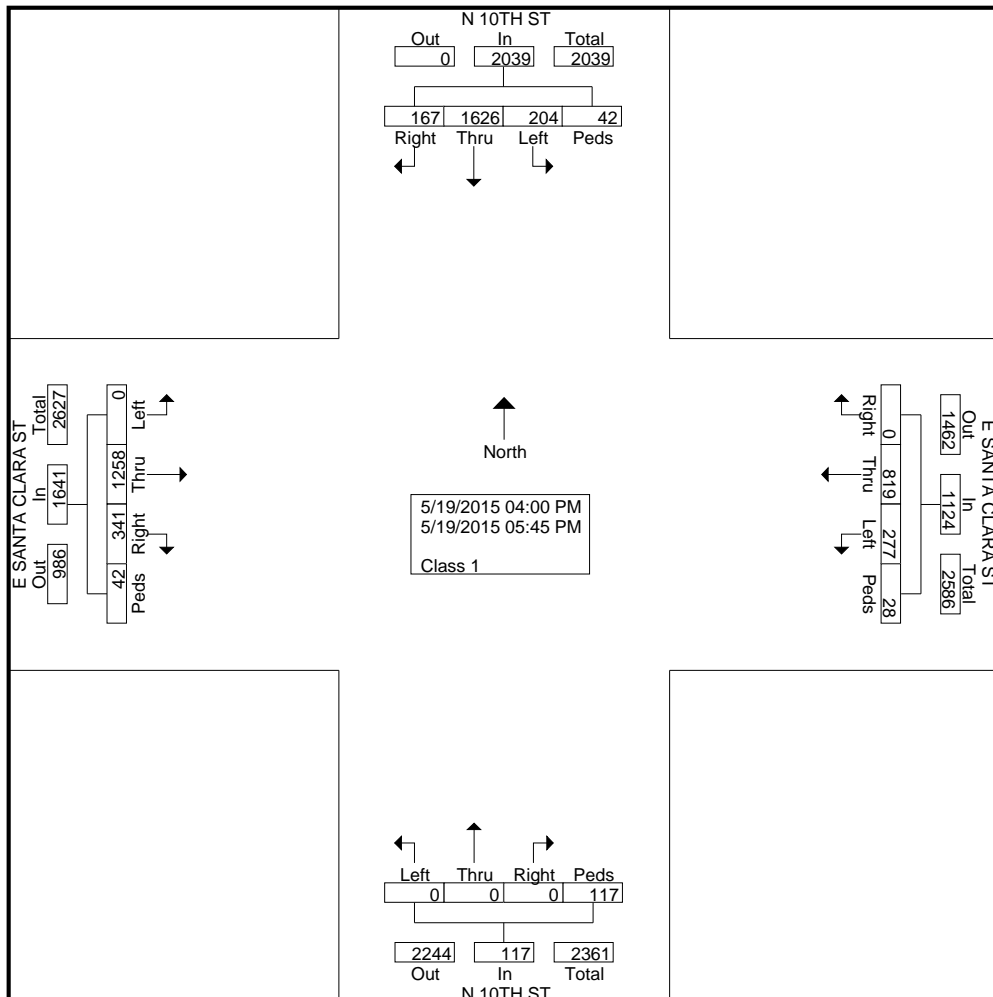 N 10TH ST
Out In Total
0 2039 2039
167 1626 204 42
Right Thru Left Peds
E SANTA CLARA ST
Total In Out
2627 1641 986
0 1258 341 42
Left Thru Right Peds
North
5/19/2015 04:00 PM
5/19/2015 05:45 PM
Class 1
Right Thru Left Peds
0 819 277 28
1462 1124 2586
Out In Total
E SANTA CLARA ST
Left Thru Right Peds
0 0 0 117
2244 117 2361
Out In Total
N 10TH ST